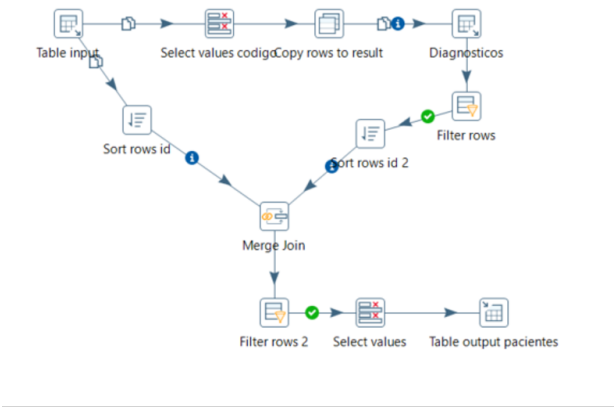 Table input
Select values codigo
Copy rows to result
Diagnosticos
Filter rows
Sort rows id
Sort rows id 2
Merge Join
Filter rows 2
Select values
Table output pacientes